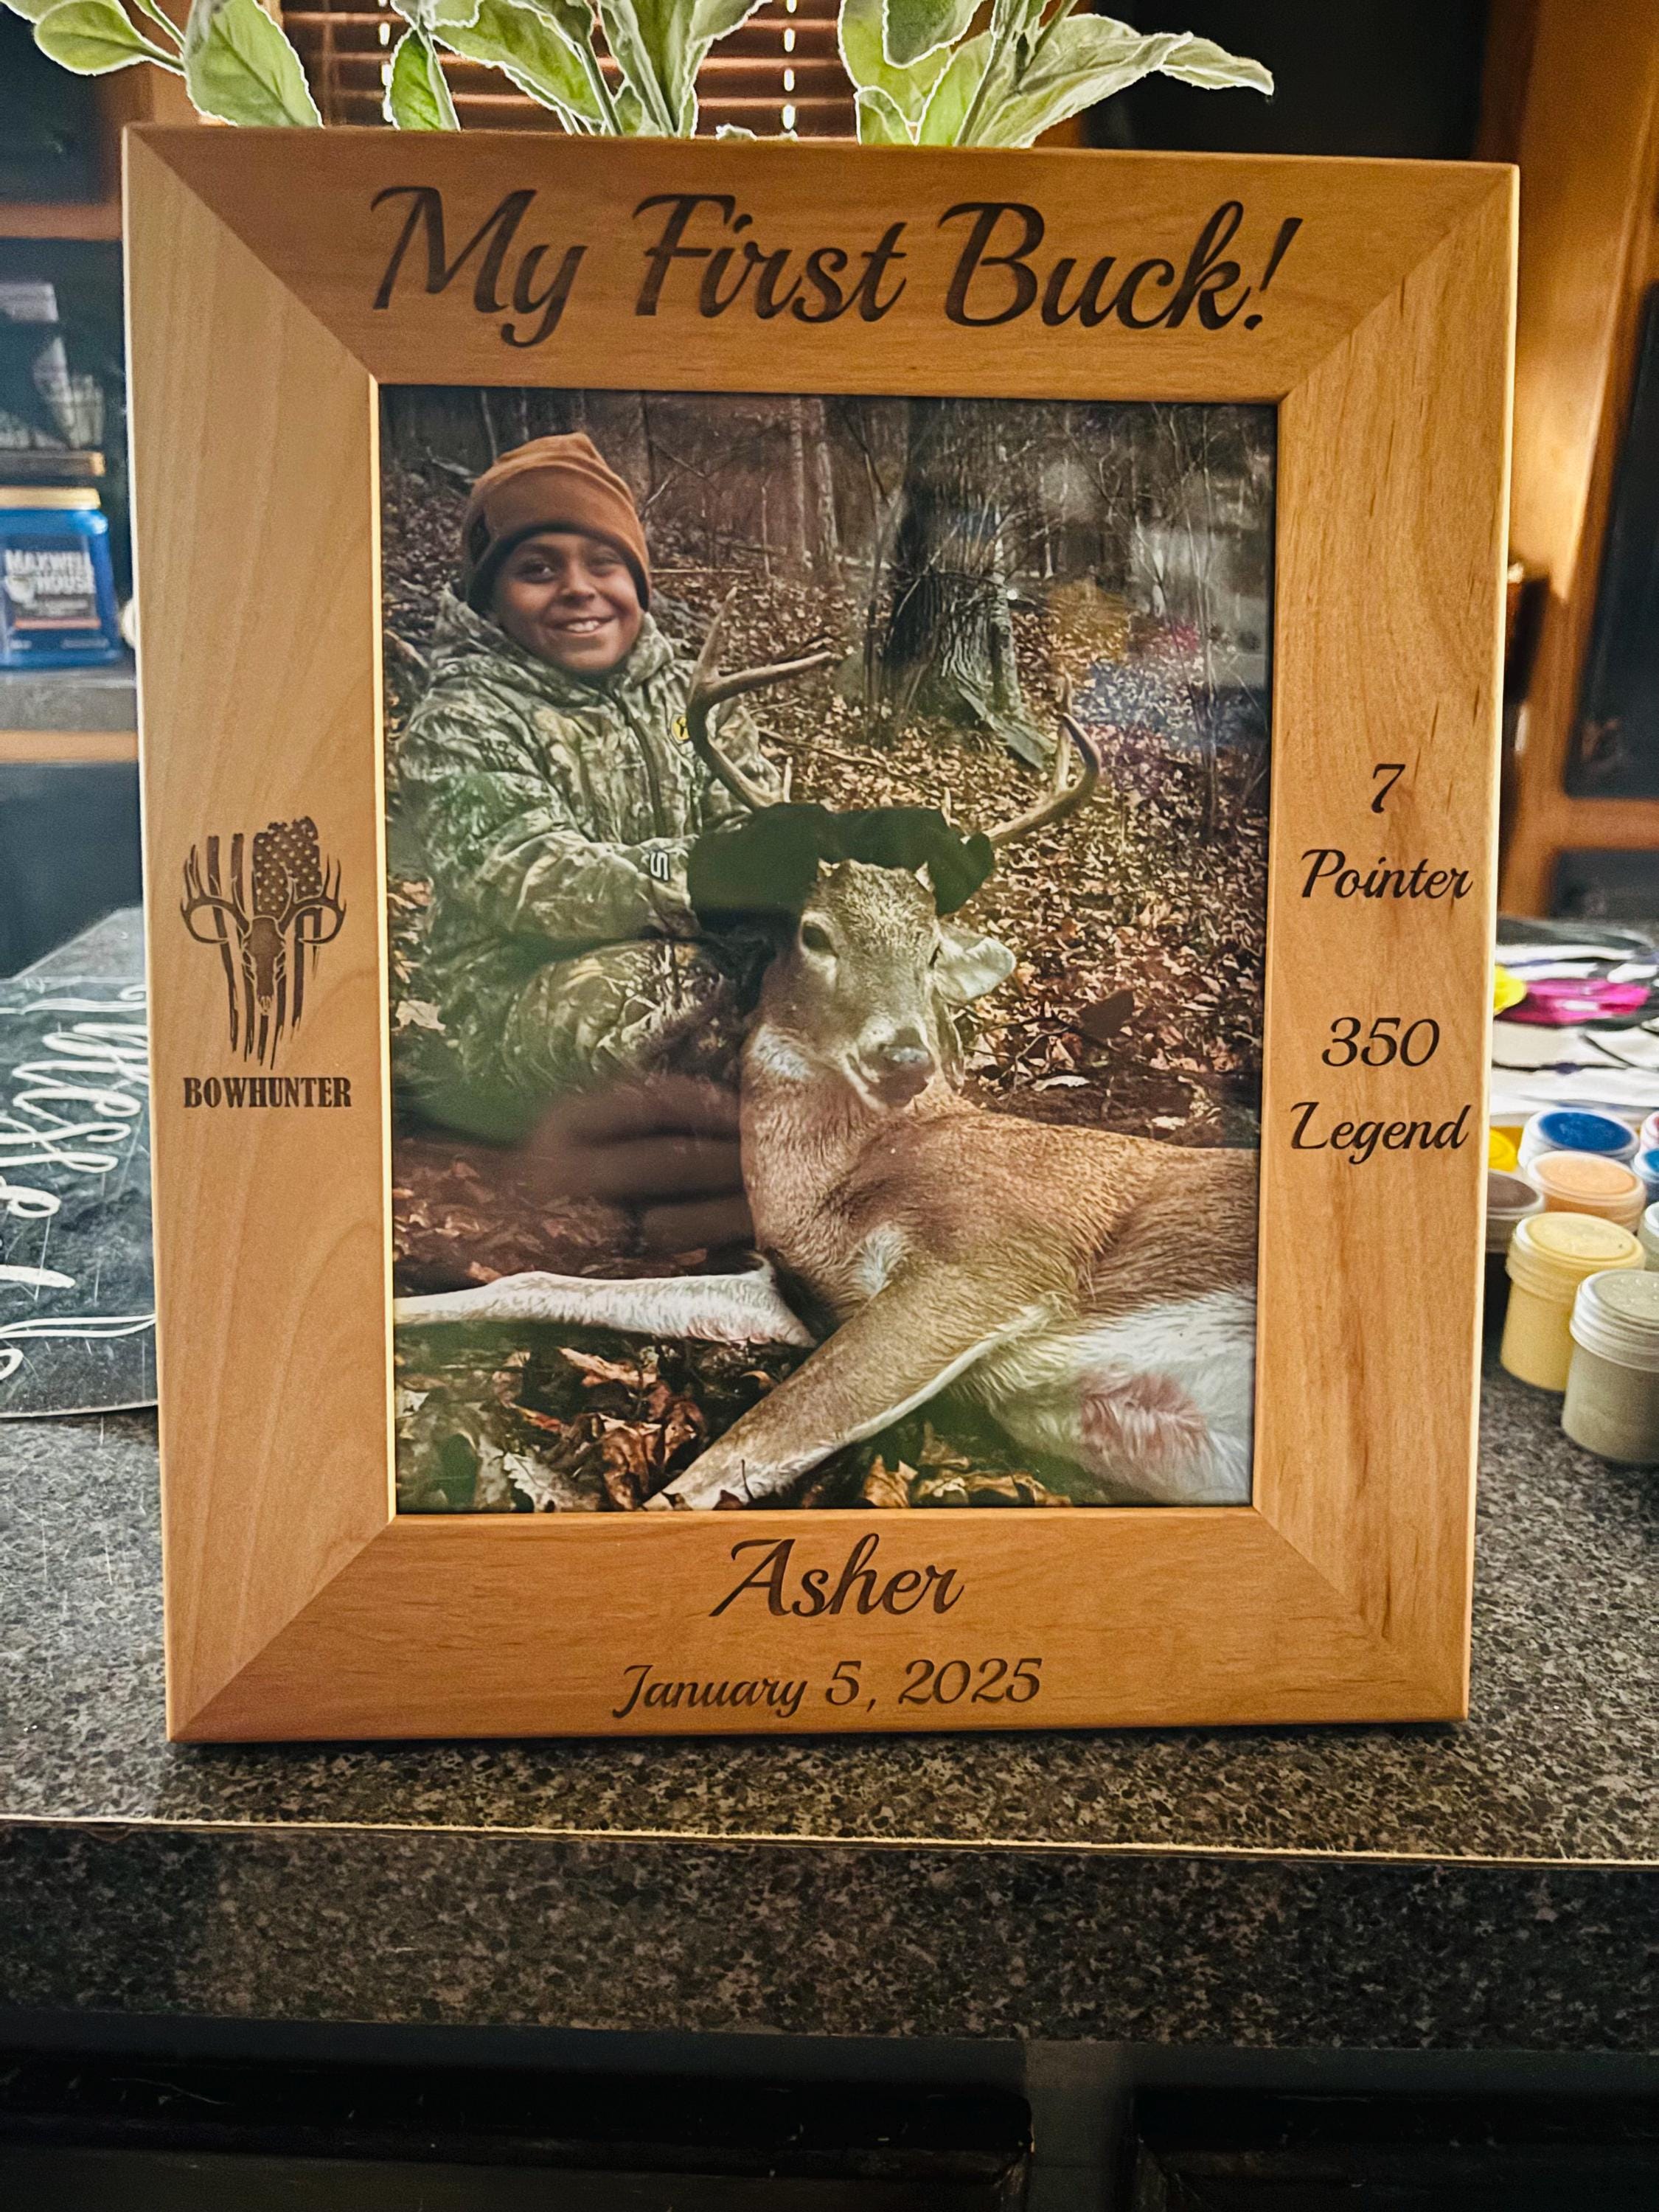 My First Buck!
MAXWELL
HOUSE
BOWHUNTER
7
Pointer
350
Legend
Asher
January 5, 2025